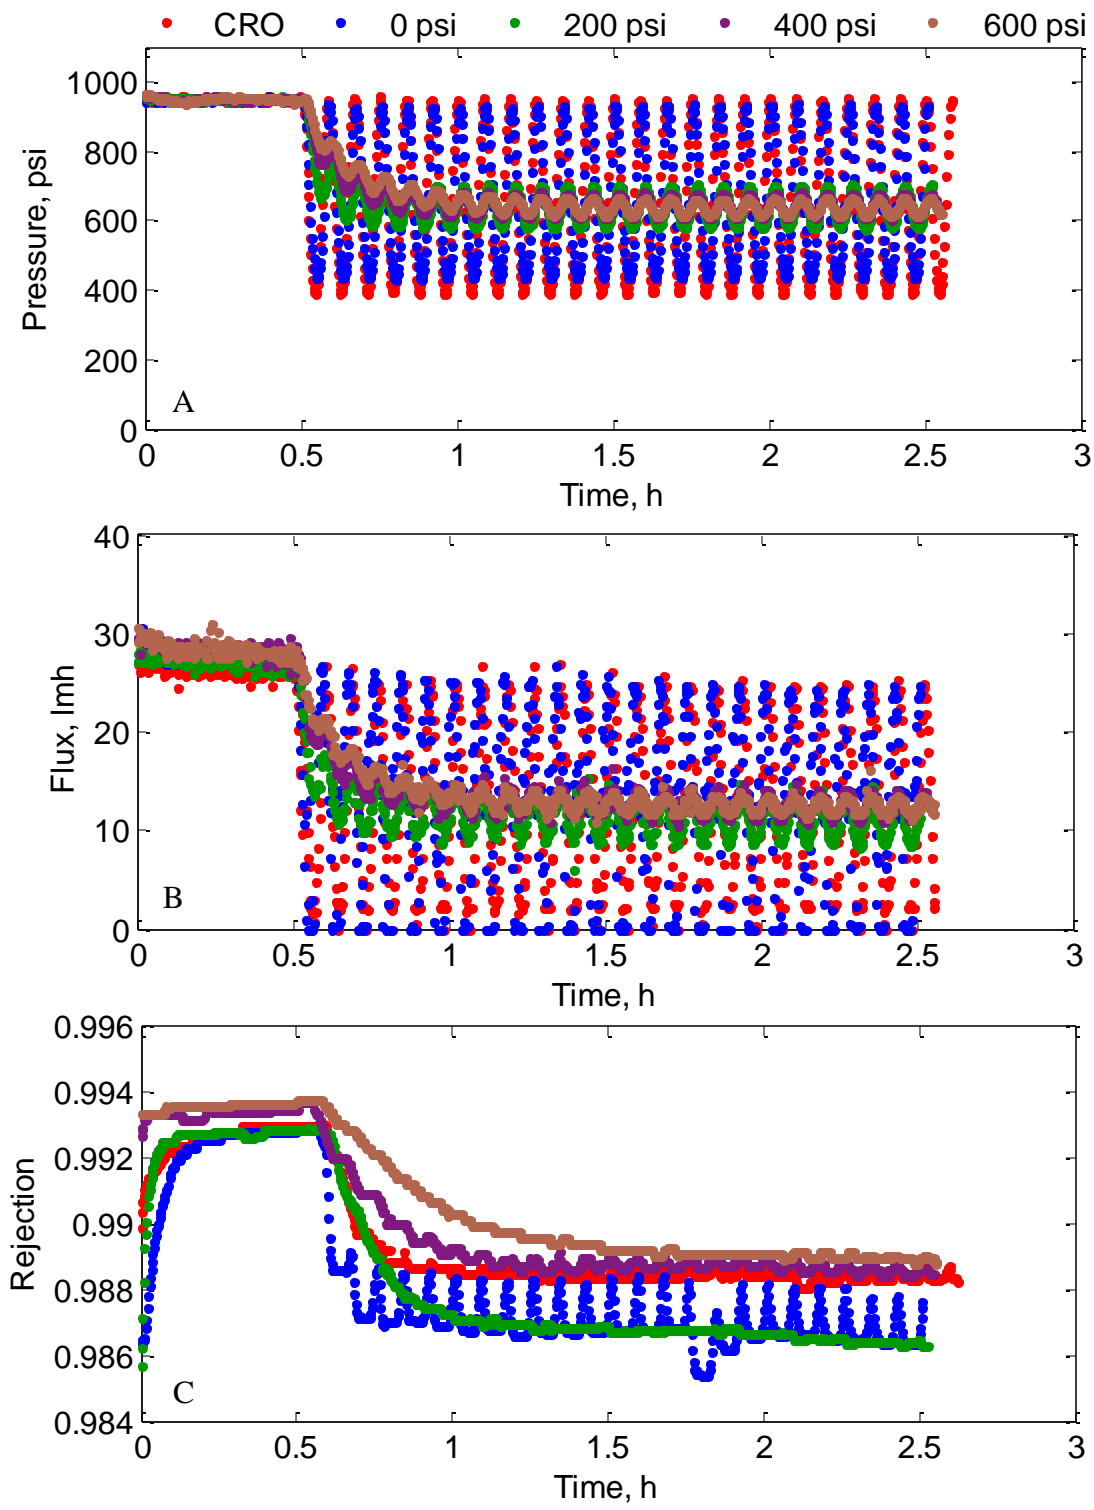 CRO 0 psi 200 psi 400 psi 600 psi
1000
800
600
400
200
0
Pressure, psi
A
0 0.5 1 1.5 2 2.5 3
Time, h
40
30
20
10
0
Flux, lmh
B
0 0.5 1 1.5 2 2.5 3
Time, h
0.996
0.994
0.992
0.99
0.988
0.986
0.984
Rejection
C
0 0.5 1 1.5 2 2.5 3
Time, h